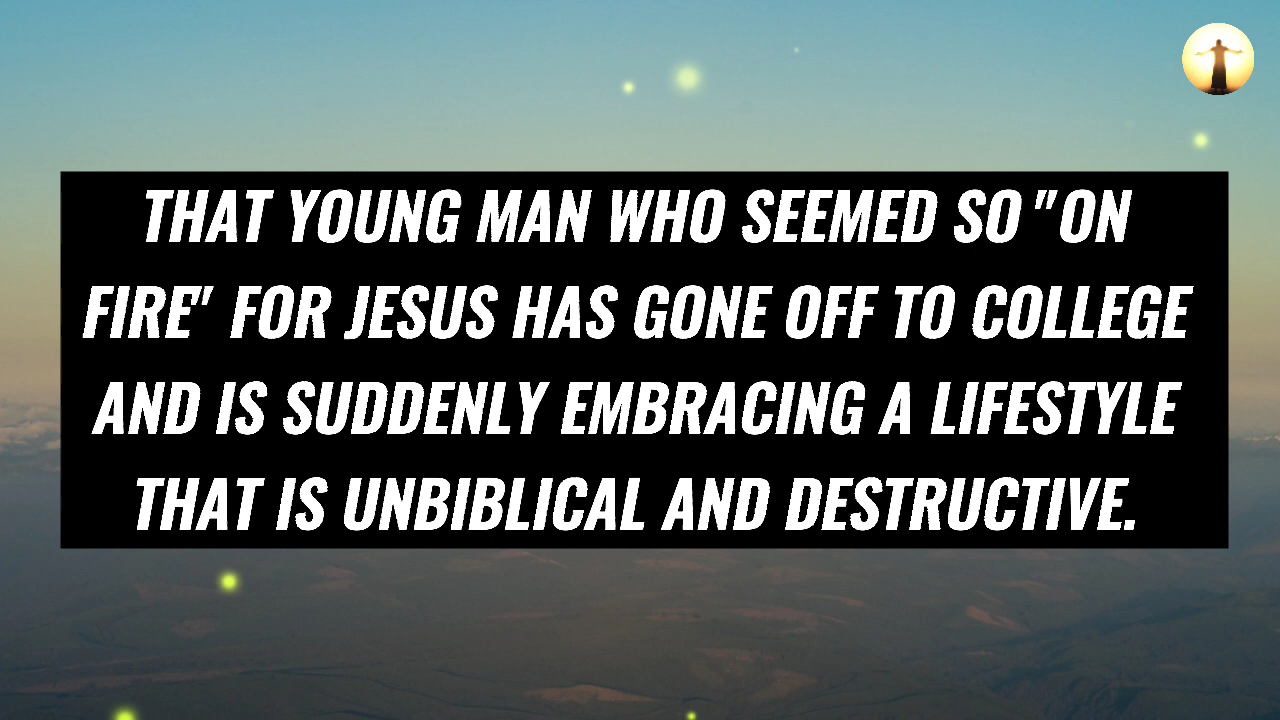 THAT YOUNG MAN WHO SEEMED SO "ON
FIRE" FOR JESUS HAS GONE OFF TO COLLEGE
AND IS SUDDENLY EMBRACING A LIFESTYLE
THAT IS UNBIBLICAL AND DESTRUCTIVE.